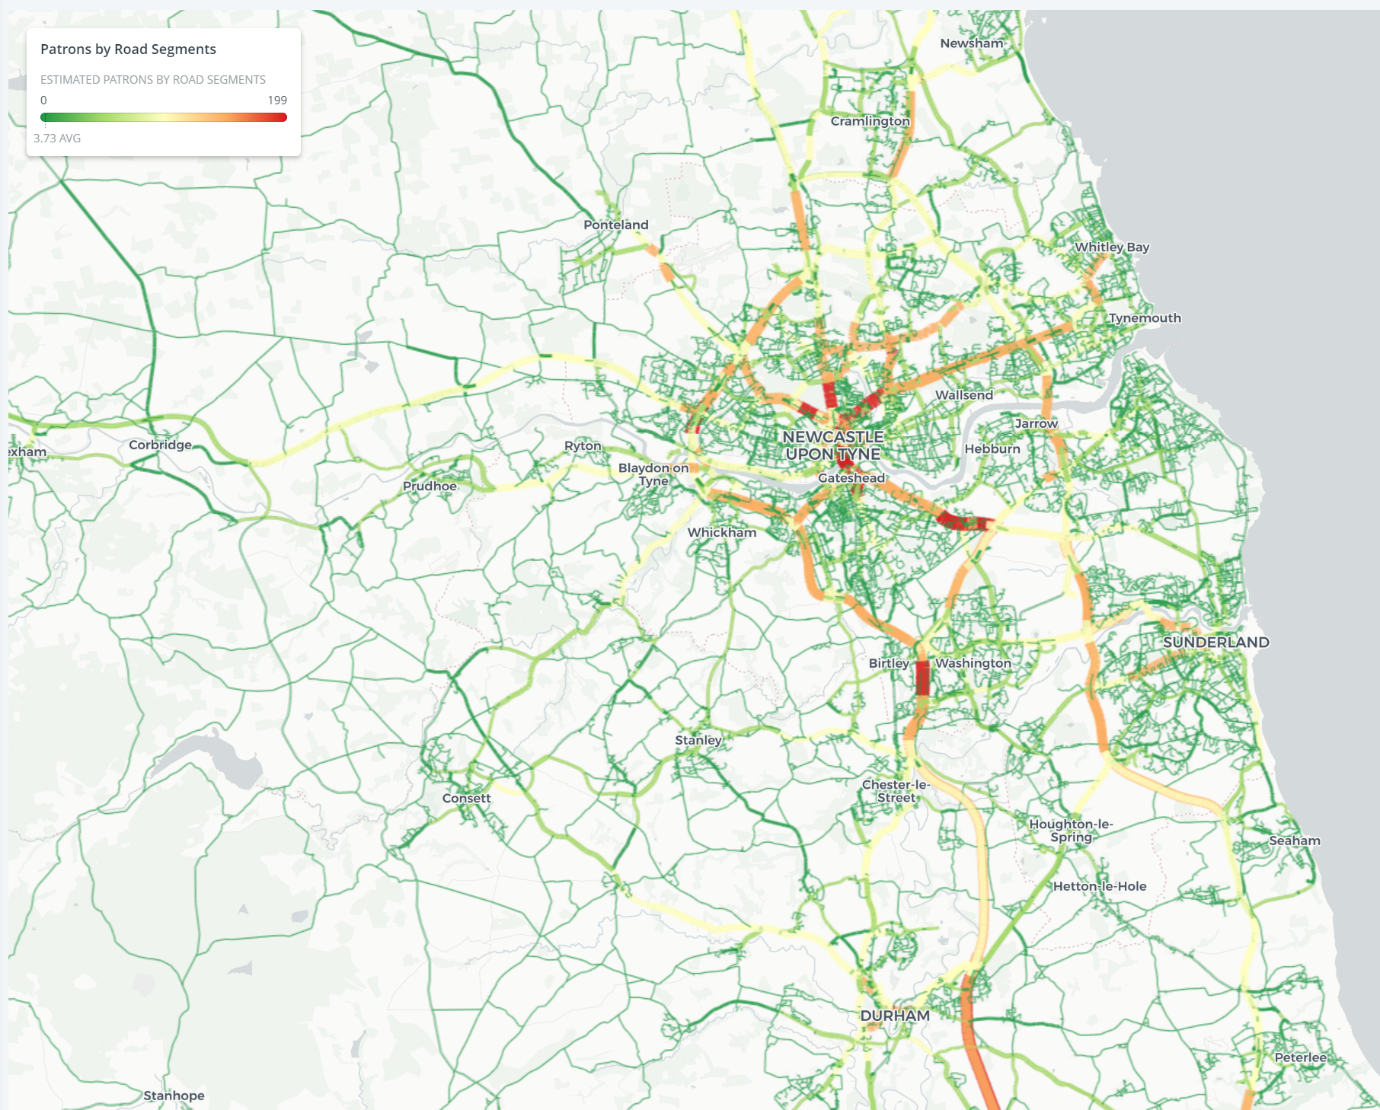 Patrons by Road Segments
ESTIMATED PATRONS BY ROAD SEGMENTS
0 199
3.73 AVG
Newsham
Cramlington
Ponteland
Whitley Bay
Tynemouth
Wallsend
Jarrow
NEWCASTLE
UPON TYNE
Hebburn
Corbridge
exham
Ryton
Blaydon on
Tyne
Gateshead
Prudhoe
Whickham
SUNDERLAND
Birtley
Washington
Stanley
Chester-le-
Street
Consett
Houghton-le-
Spring
Seaham
Hetton-le-Hole
DURHAM
Peterlee
Stanhope